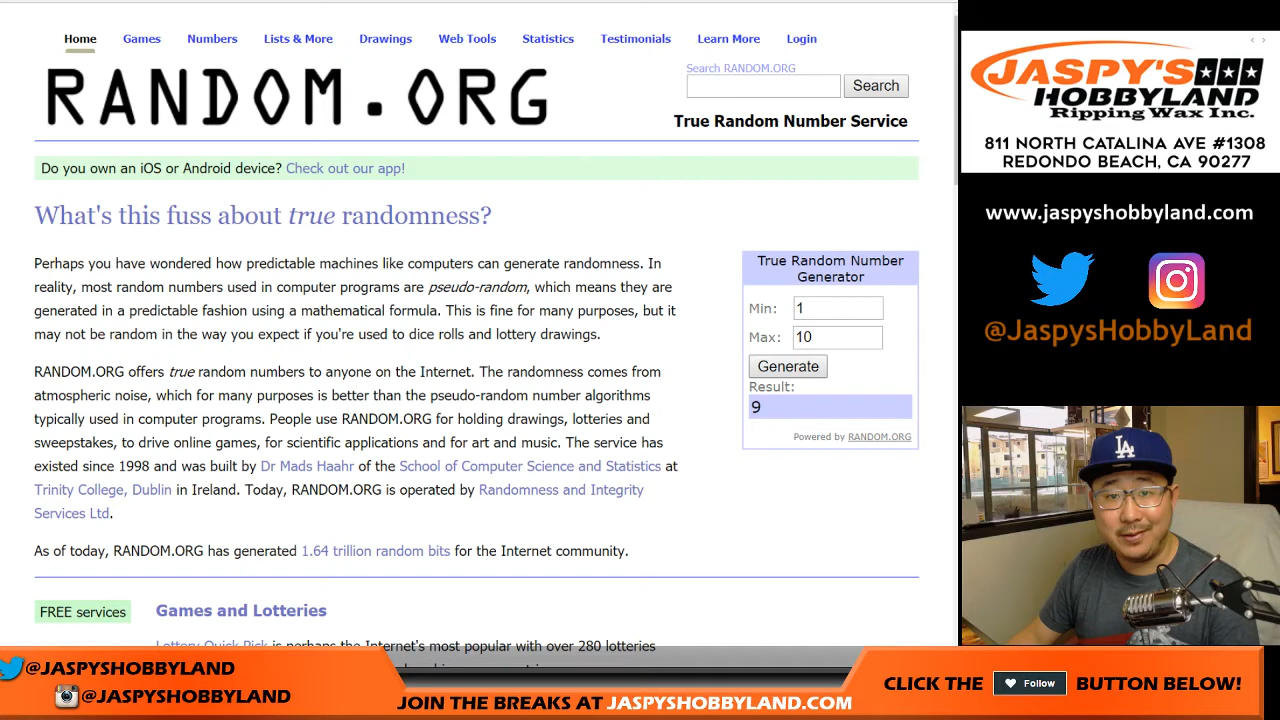 Home Games Numbers Lists & More Drawings Web Tools Statistics Testimonials Learn More Login
RANDOM.ORG
Search RANDOM.ORG
Search
True Random Number Service
Do you own an iOS or Android device? Check out our app!
What's this fuss about true randomness?
Perhaps you have wondered how predictable machines like computers can generate randomness. In
reality, most random numbers used in computer programs are pseudo-random, which means they are
generated in a predictable fashion using a mathematical formula. This is fine for many purposes, but it
may not be random in the way you expect if you're used to dice rolls and lottery drawings.
RANDOM.ORG offers true random numbers to anyone on the Internet. The randomness comes from
atmospheric noise, which for many purposes is better than the pseudo-random number algorithms
typically used in computer programs. People use RANDOM.ORG for holding drawings, lotteries and
sweepstakes, to drive online games, for scientific applications and for art and music. The service has
existed since 1998 and was built by Dr Mads Haahr of the School of Computer Science and Statistics at
Trinity College, Dublin in Ireland. Today, RANDOM.ORG is operated by Randomness and Integrity
Services Ltd.
As of today, RANDOM.ORG has generated 1.64 trillion random bits for the Internet community.
True Random Number
Generator
Min: 1
Max: 10
Generate
Result:
9
Powered by RANDOM.ORG
FREE services
Games and Lotteries
Lottery Quick Pick is perhaps the Internet's most popular with over 280 lotteries
JASPY'S
HOBBYLAND
Ripping Wax Inc.
811 NORTH CATALINA AVE #1308
REDONDO BEACH, CA 90277
www.jaspyshobbyland.com
@JaspysHobbyLand
LA
@JASPYSHOBBYLAND
@JASPYSHOBBYLAND
JOIN THE BREAKS AT JASPYSHOBBYLAND.COM
CLICK THE Follow BUTTON BELOW!